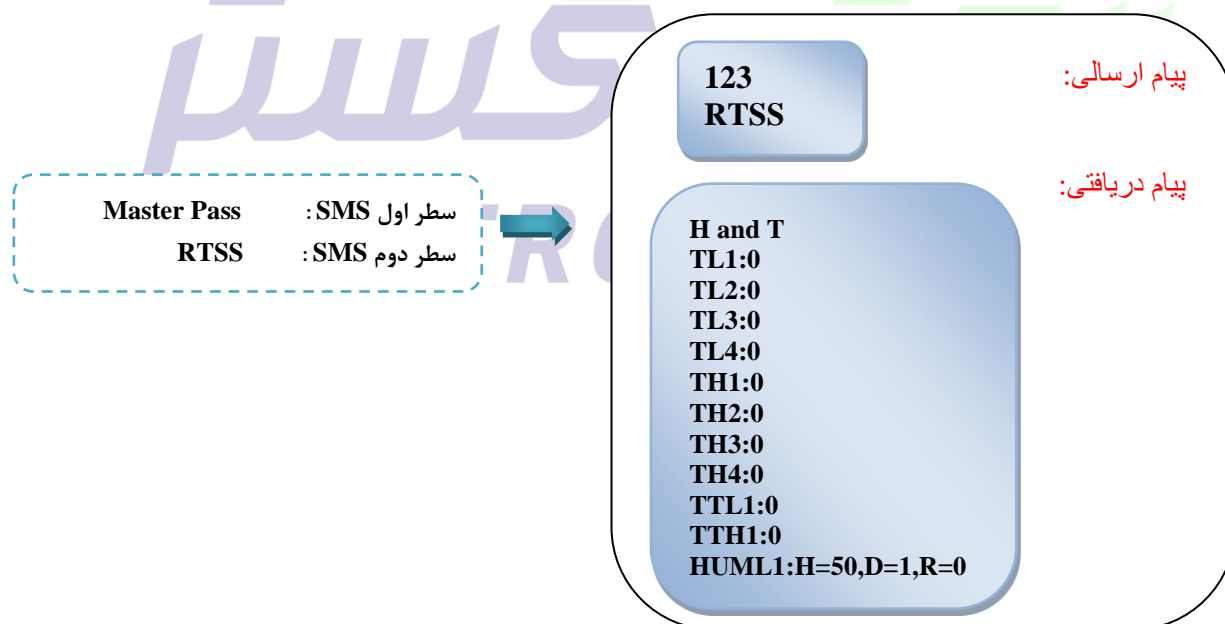 پیام ارسالی:
123
RTSS
سطر اول SMS : Master Pass
سطر دوم SMS : RTSS
پیام دریافتی:
H and T
TL1:0
TL2:0
TL3:0
TL4:0
TH1:0
TH2:0
TH3:0
TH4:0
TTL1:0
TTH1:0
HUML1:H=50,D=1,R=0